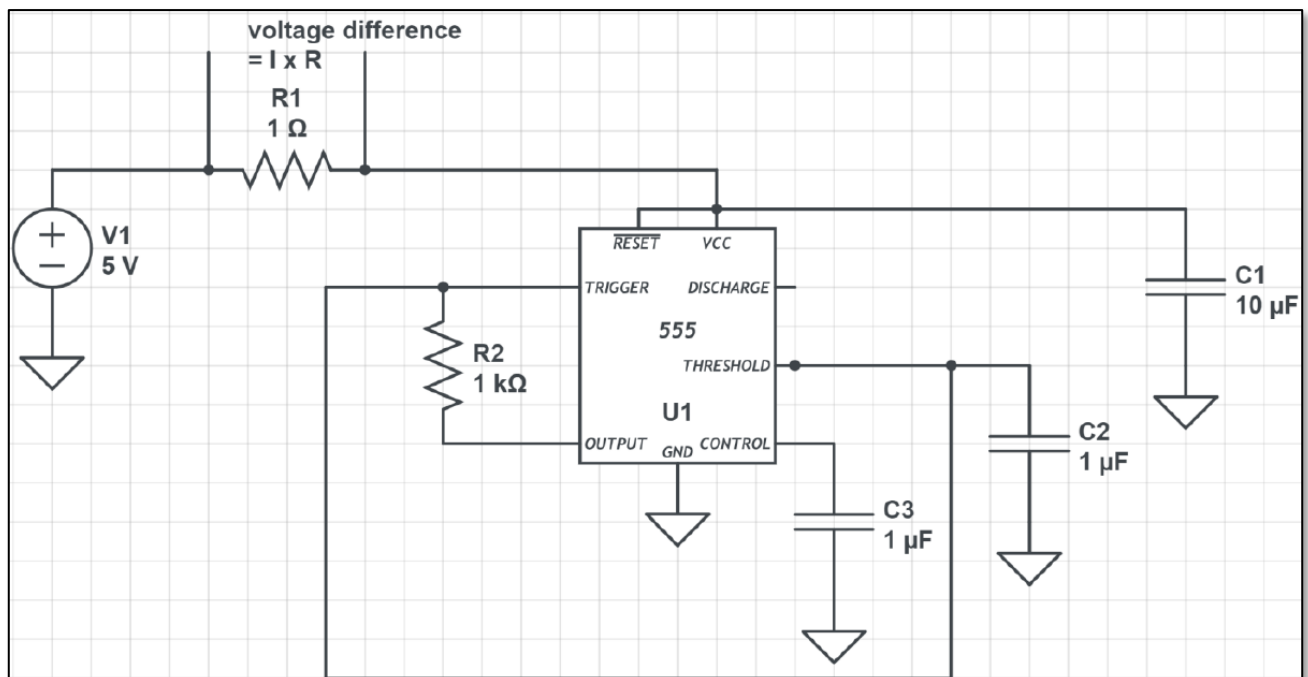 voltage difference
= I x R
R1
1 Ω
V1
5 V
RESET
VCC
TRIGGER
DISCHARGE
555
R2
1 kΩ
THRESHOLD
U1
OUTPUT
GND
CONTROL
C1
10 µF
C2
1 µF
C3
1 µF